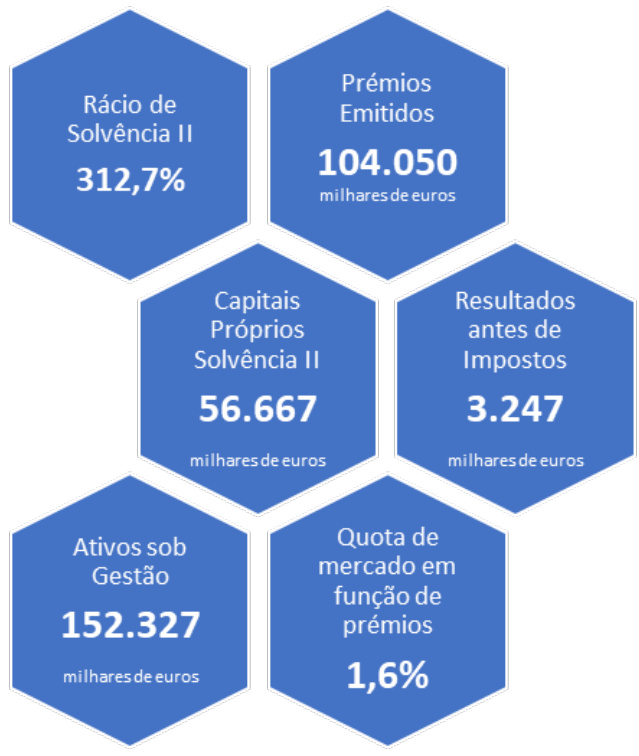 Rácio de
Solvência II
312,7%
Prémios
Emitidos
104.050
milhares de euros
Capitais
Próprios
Solvência II
56.667
milhares de euros
Resultados
antes de
Impostos
3.247
milhares de euros
Ativos sob
Gestão
152.327
milhares de euros
Quota de
mercado em
função de
prémios
1,6%